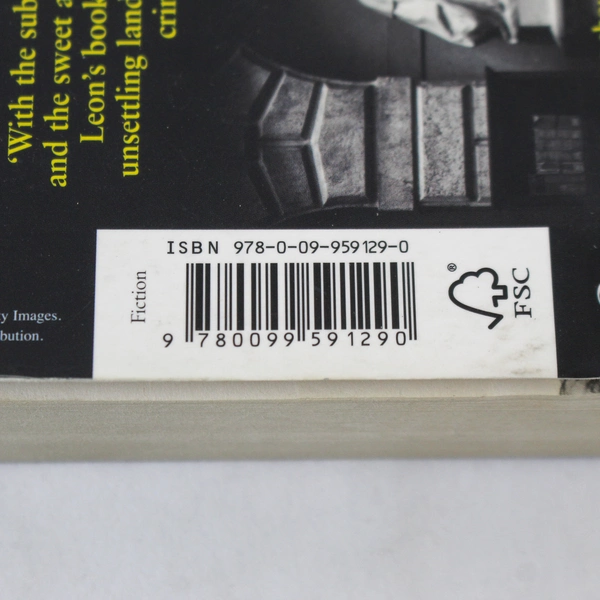 ‘With the sub
and the sweet a
Leon’s book
unsettling land
crin
y Images.
bution.
Fiction
ISBN 978-0-09-959129-0
9 780099 591290
® FSC